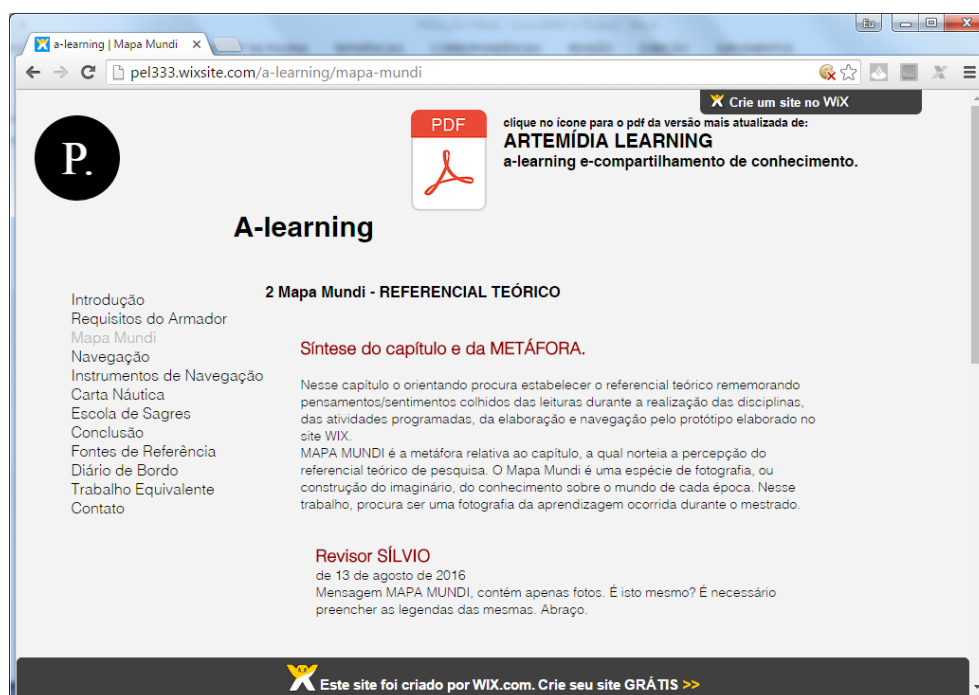 Eu
a-learning | Mapa Mundi
pel333.wixsite.com/a-learning/mapa-mundi
Crie um site no WiX
P.
PDF
clique no ícone para o pdf da versão mais atualizada de:
ARTEMÍDIA LEARNING
a-learning e-compartilhamento de conhecimento.
A-learning
Introdução
Requisitos do Armador
Mapa Mundi
Navegação
Instrumentos de Navegação
Carta Náutica
Escola de Sagres
Conclusão
Fontes de Referência
Diário de Bordo
Trabalho Equivalente
Contato
2 Mapa Mundi - REFERENCIAL TEÓRICO
Síntese do capítulo e da METÁFORA.
Nesse capítulo o orientando procura estabelecer o referencial teórico rememorando
pensamentos/sentimentos colhidos das leituras durante a realização das disciplinas,
das atividades programadas, da elaboração e navegação pelo protótipo elaborado no
site WIX.
MAPA MUNDI é a metáfora relativa ao capítulo, a qual norteia a percepção do
referencial teórico de pesquisa. O Mapa Mundi é uma espécie de fotografia, ou
construção do imaginário, do conhecimento sobre o mundo de cada época. Nesse
trabalho, procura ser uma fotografia da aprendizagem ocorrida durante o mestrado.
Revisor SÍLVIO
de 13 de agosto de 2016
Mensagem MAPA MUNDI, contém apenas fotos. É isto mesmo? É necessário
preencher as legendas das mesmas. Abraço.
Este site foi criado por WIX.com. Crie seu site GRÁTIS >>